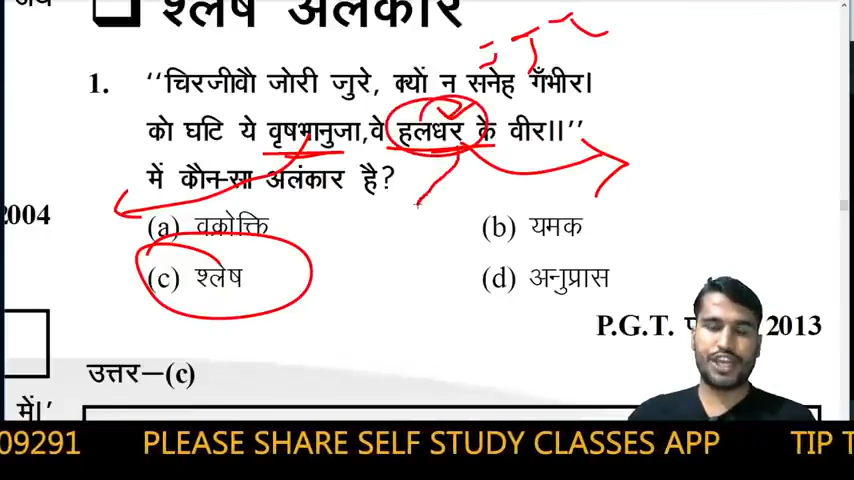 श्लेष अलंकार
1. ‘‘चिरजीवौ जोरी जुरे, क्यों न सनेह गँभीर।
को घटि ये वृषभानुजा,वे हलधर के वीर।।’’
में कौन-सा अलंकार है?
2004
(a) वक्रोक्ति (b) यमक
(c) श्लेष (d) अनुप्रास
P.G.T. 2013
उत्तर–(c)
में।’
09291 PLEASE SHARE SELF STUDY CLASSES APP TIP T